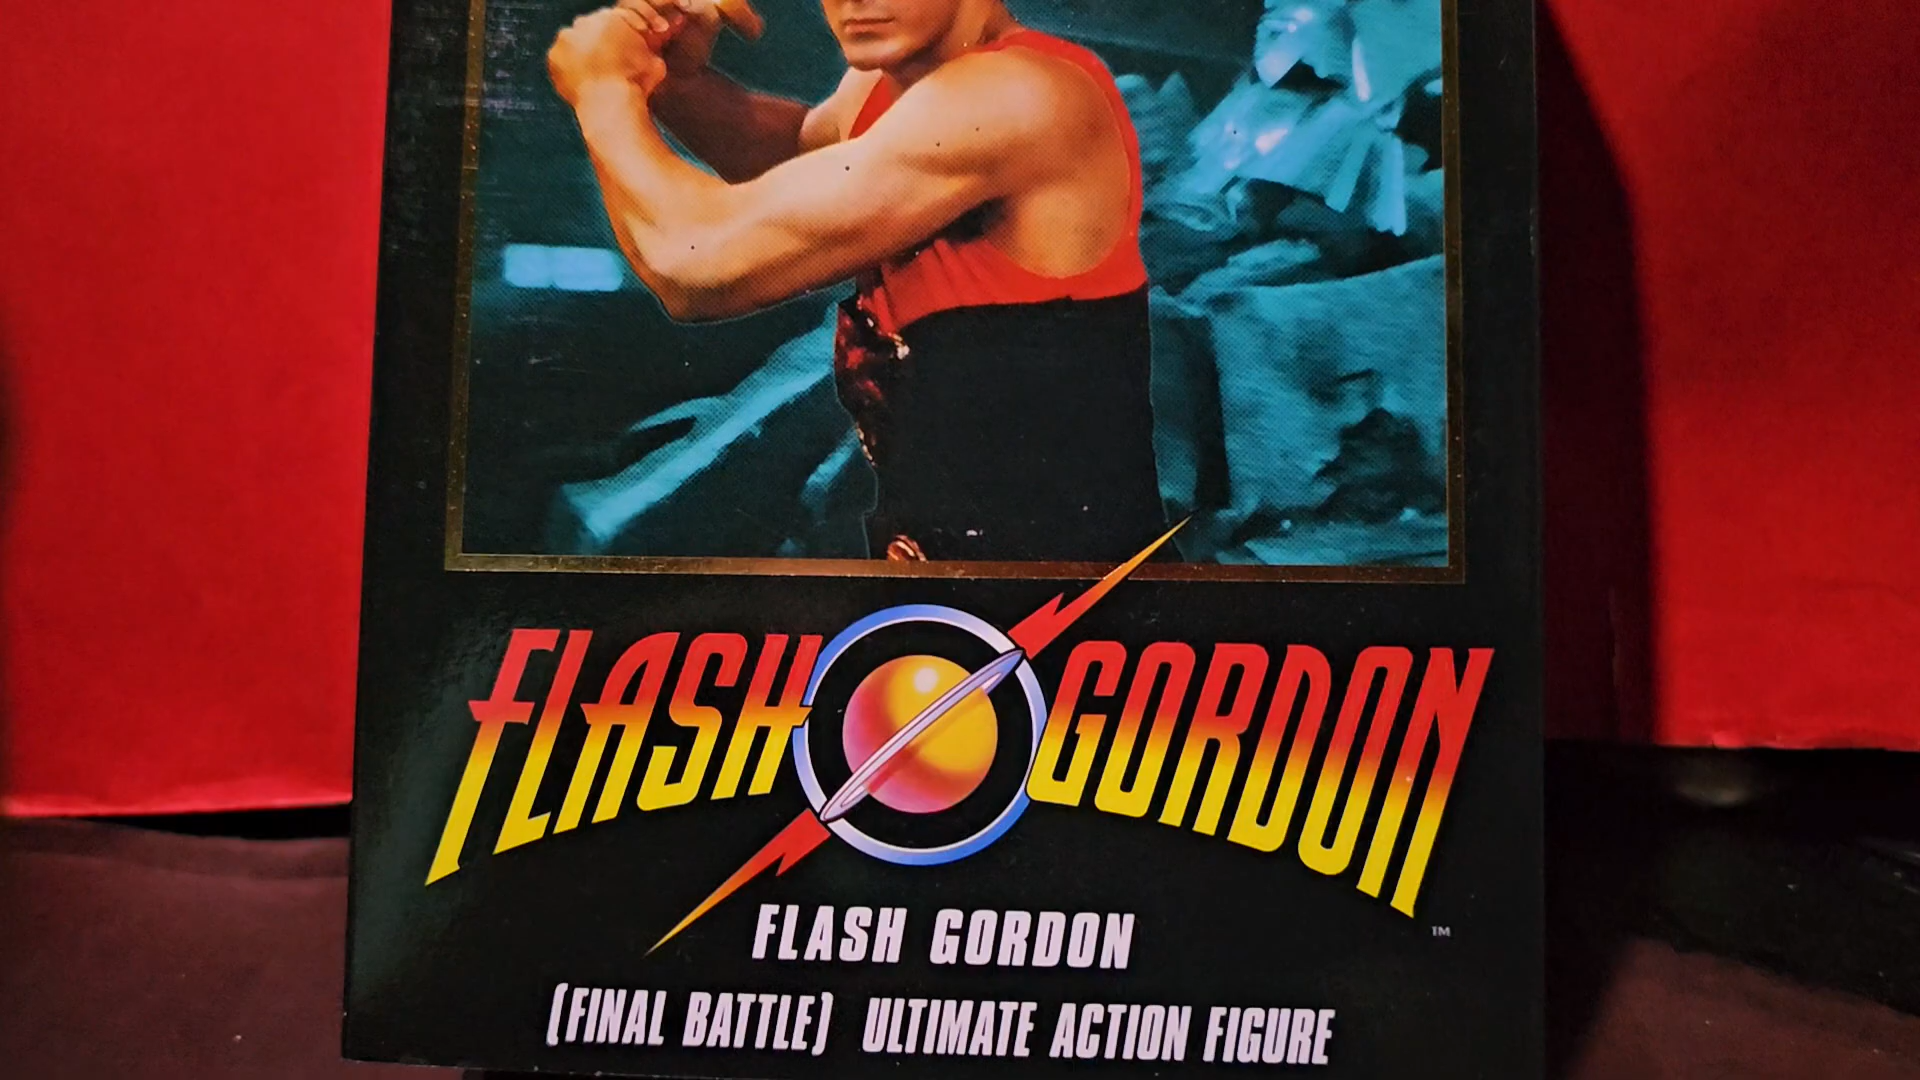 FLASH GORDON
TM
FLASH GORDON
(FINAL BATTLE) ULTIMATE ACTION FIGURE